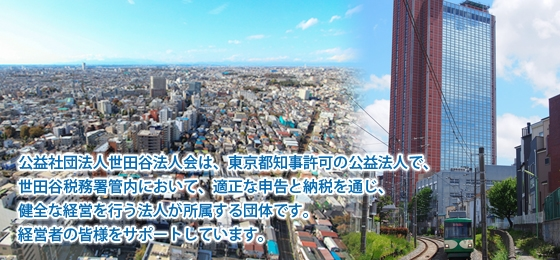 公益社団法人世田谷法人会は、東京都知事許可の公益法人で、
世田谷税務署管内において、適正な申告と納税を通じ、
健全な経営を行う法人が所属する団体です。
経営者の皆様をサポートしています。